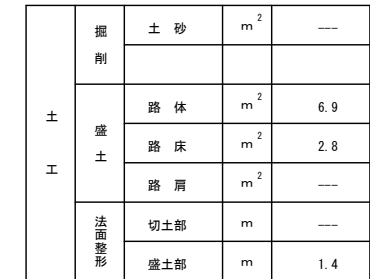 土工
掘削
土 砂 m² ---
盛土
路 体 m² 6.9
路 床 m² 2.8
路 肩 m² ---
法面整形
切土部 m ---
盛土部 m 1.4